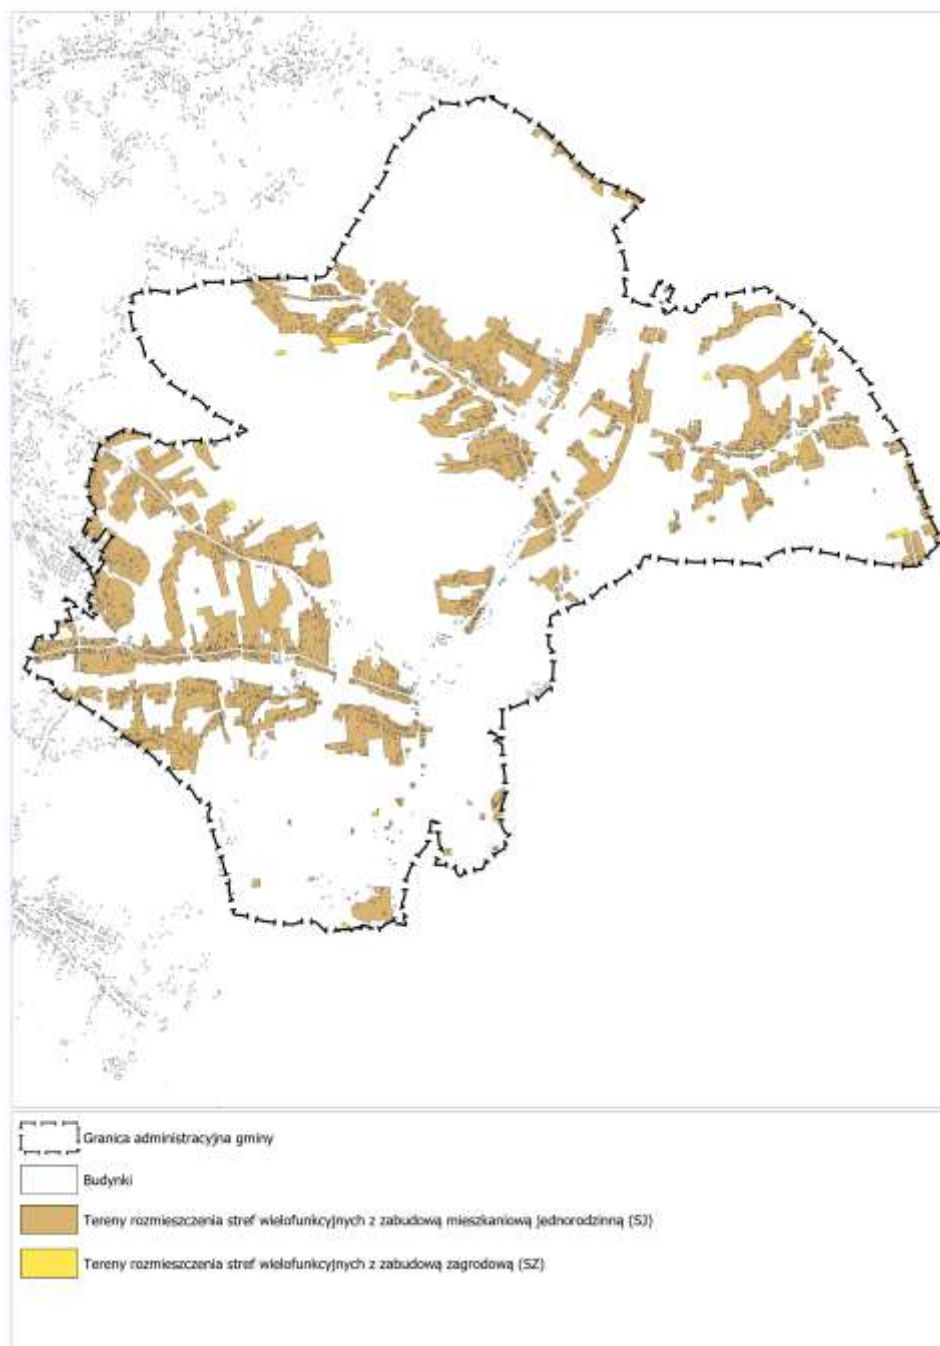 Granica administracyjna gminy
Budynki
Tereny rozmieszczenia stref wielofunkcyjnych z zabudową mieszkaniową jednorodzinną (SJ)
Tereny rozmieszczenia stref wielofunkcyjnych z zabudową zagrodową (SZ)